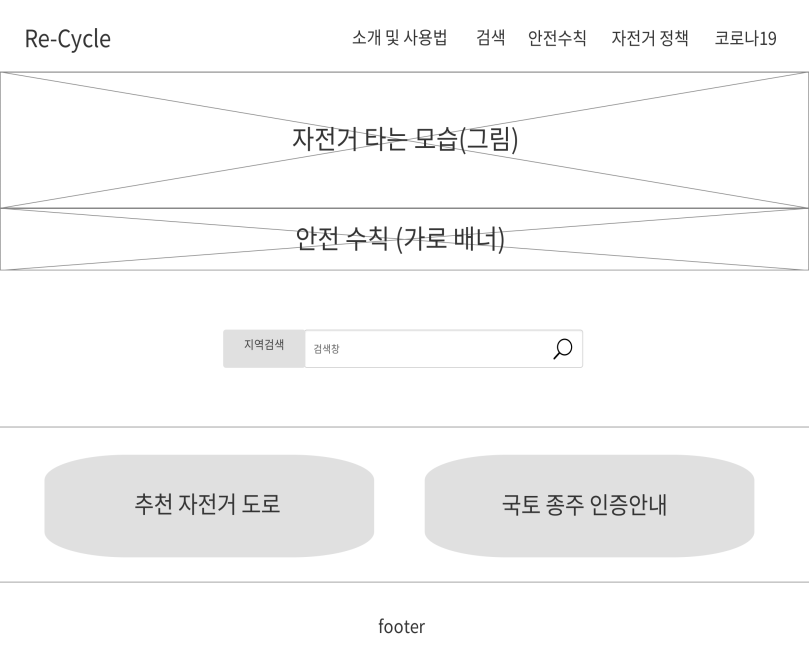 Re-Cycle
소개 및 사용법 검색 안전수칙 자전거 정책 코로나19
자전거 타는 모습(그림)
안전 수칙 (가로 배너)
지역검색 검색창
추천 자전거 도로 국토 종주 인증안내
footer